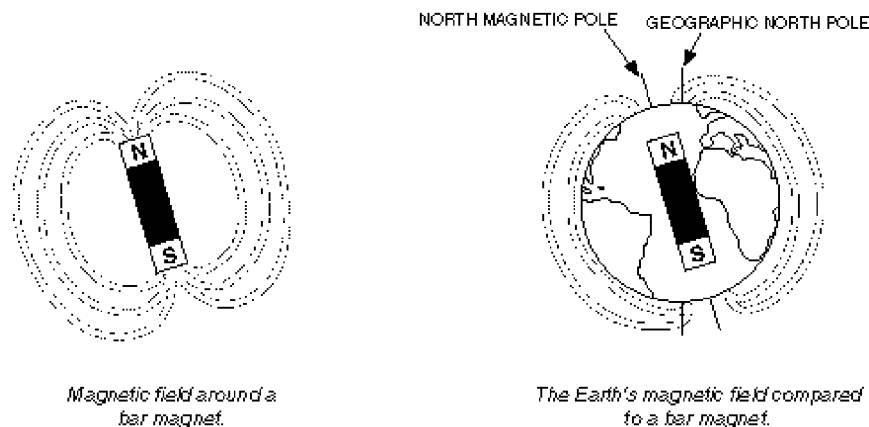 NORTH MAGNETIC POLE
GEOGRAPHIC NORTH POLE
N
S
N
S
Magnetic field around a
bar magnet.
The Earth's magnetic field compared
to a bar magnet.